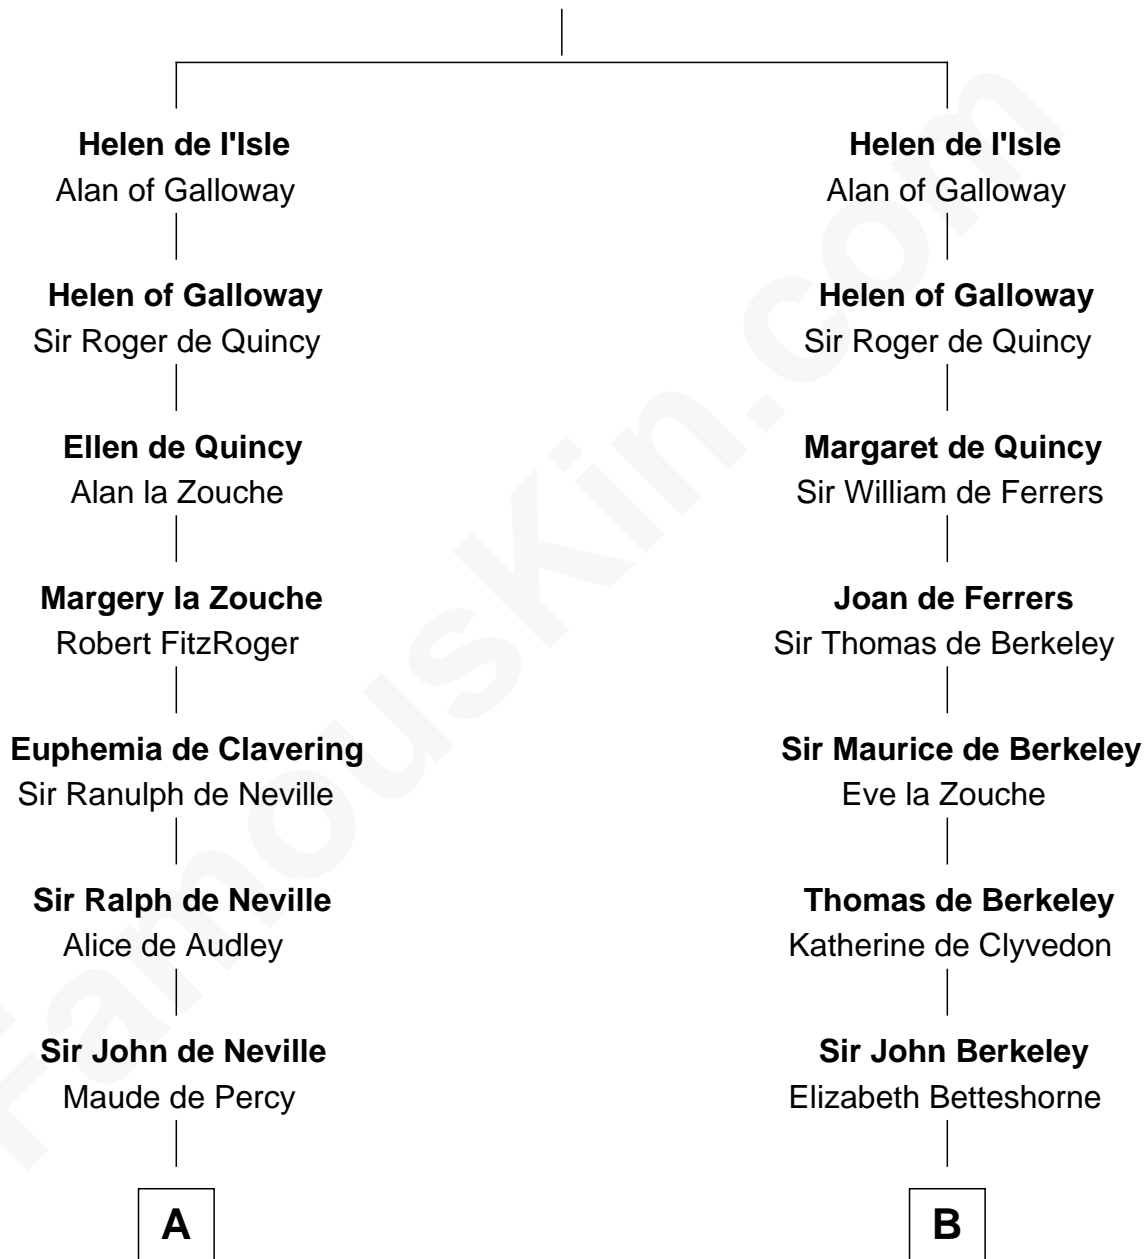 Helen de l'Isle
Alan of Galloway
Helen of Galloway
Sir Roger de Quincy
Ellen de Quincy
Alan la Zouche
Margery la Zouche
Robert FitzRoger
Euphemia de Clavering
Sir Ranulph de Neville
Sir Ralph de Neville
Alice de Audley
Sir John de Neville
Maude de Percy
A
Helen de l'Isle
Alan of Galloway
Helen of Galloway
Sir Roger de Quincy
Margaret de Quincy
Sir William de Ferrers
Joan de Ferrers
Sir Thomas de Berkeley
Sir Maurice de Berkeley
Eve la Zouche
Thomas de Berkeley
Katherine de Clyvedon
Sir John Berkeley
Elizabeth Betteshorne
B
FamousKin.com